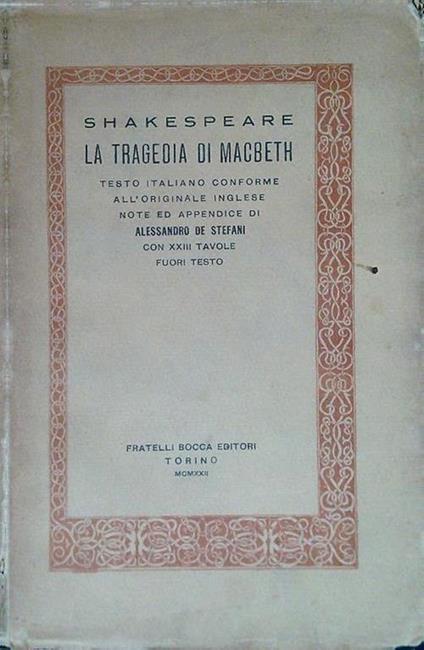 SHAKESPEARE
LA TRAGEDIA DI MACBETH
TESTO ITALIANO CONFORME
ALL'ORIGINALE INGLESE
NOTE ED APPENDICE DI
ALESSANDRO DE STEFANI
CON XXIII TAVOLE
FUORI TESTO
FRATELLI BOCCA EDITORI
TORINO
MCMXXII